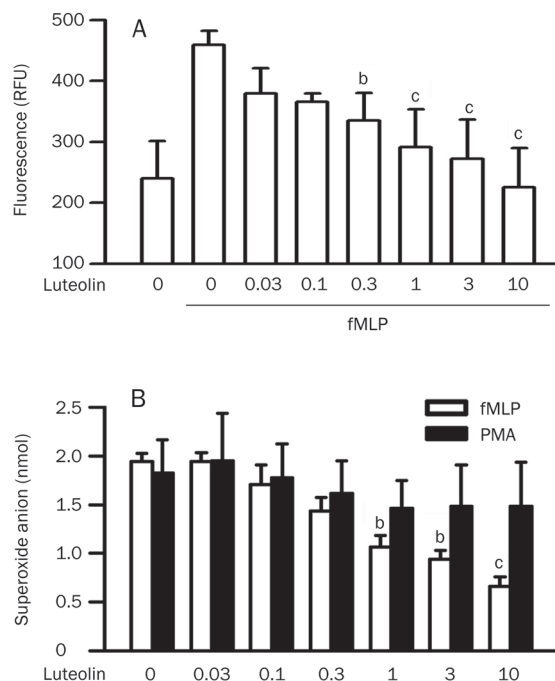 A
Fluorescence (RFU)
500
400
300
200
100
b
c
c
c
Luteolin 0 0 0.03 0.1 0.3 1 3 10
fMLP
B
Superoxide anion (nmol)
2.5
2.0
1.5
1.0
0.5
0
fMLP
PMA
b
b
c
Luteolin 0 0.03 0.1 0.3 1 3 10